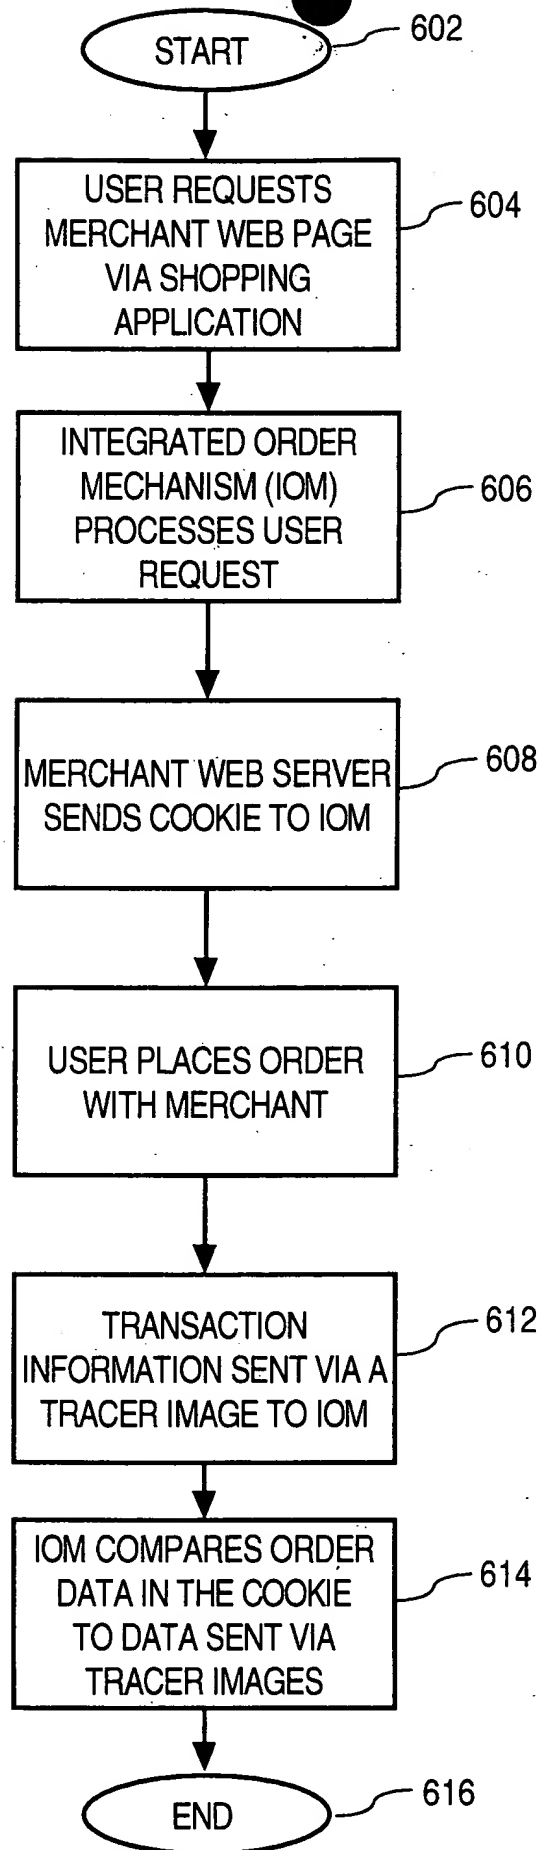 START
602
USER REQUESTS
MERCHANT WEB PAGE
VIA SHOPPING
APPLICATION
604
INTEGRATED ORDER
MECHANISM (IOM)
PROCESSES USER
REQUEST
606
MERCHANT WEB SERVER
SENDS COOKIE TO IOM
608
USER PLACES ORDER
WITH MERCHANT
610
TRANSACTION
INFORMATION SENT VIA A
TRACER IMAGE TO IOM
612
IOM COMPARES ORDER
DATA IN THE COOKIE
TO DATA SENT VIA
TRACER IMAGES
614
END
616